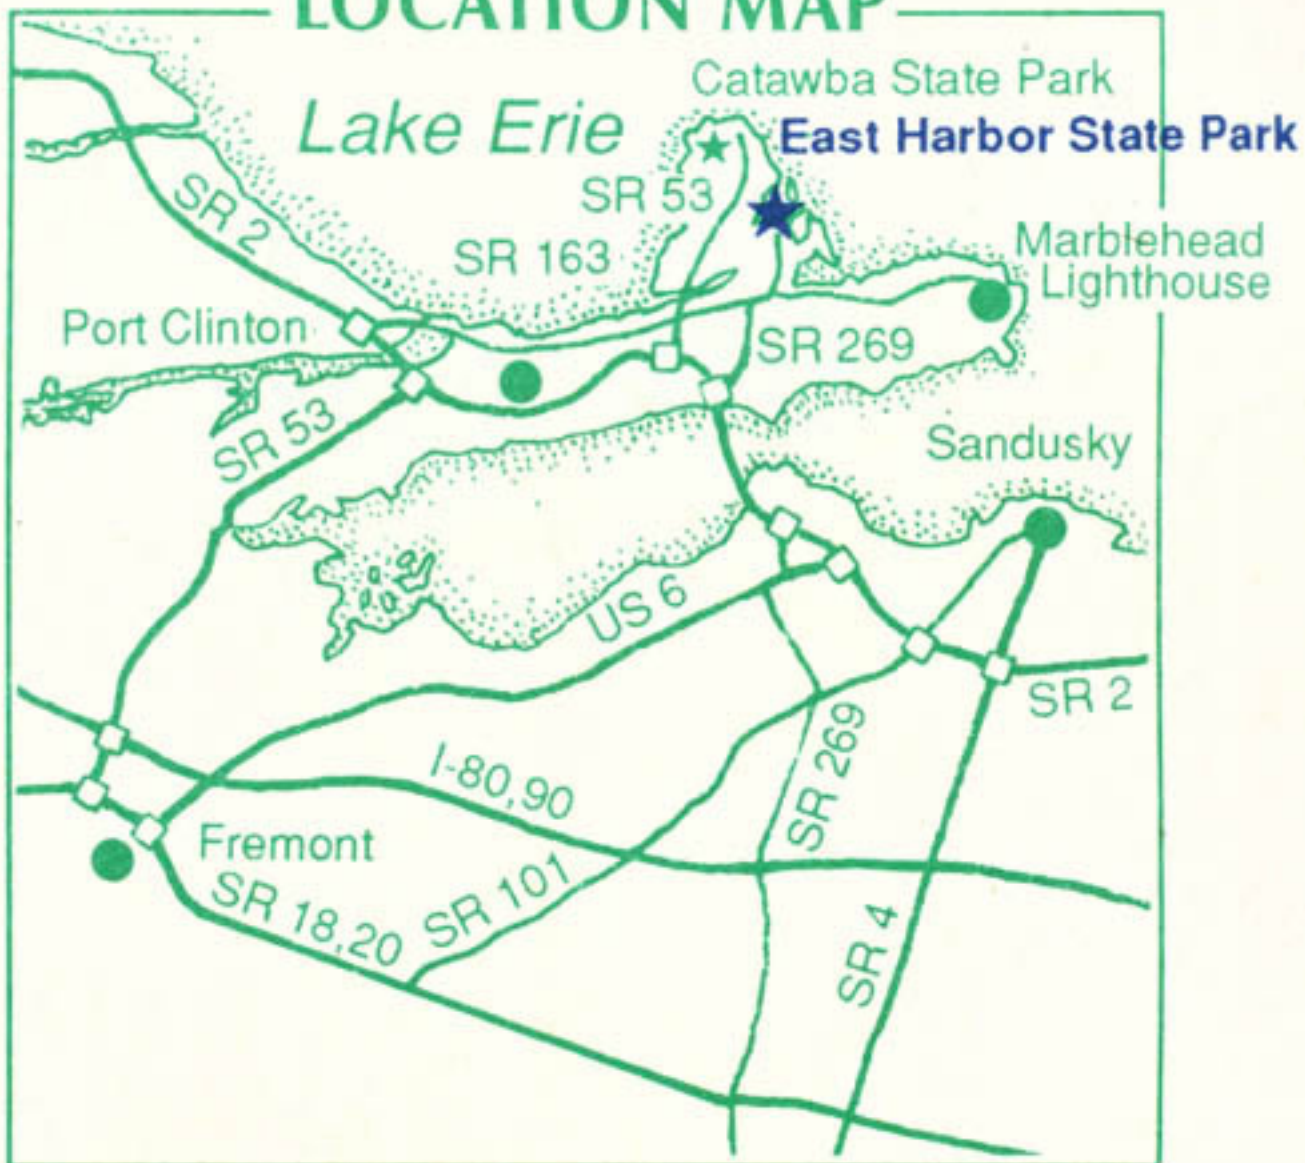 LOCATION MAP
Catawba State Park
Lake Erie
East Harbor State Park
SR 53
SR 2
Marblehead
Lighthouse
SR 163
Port Clinton
SR 269
SR 53
Sandusky
US 6
SR 2
I-80,90
SR 269
Fremont
SR 101
SR 18,20
SR 4